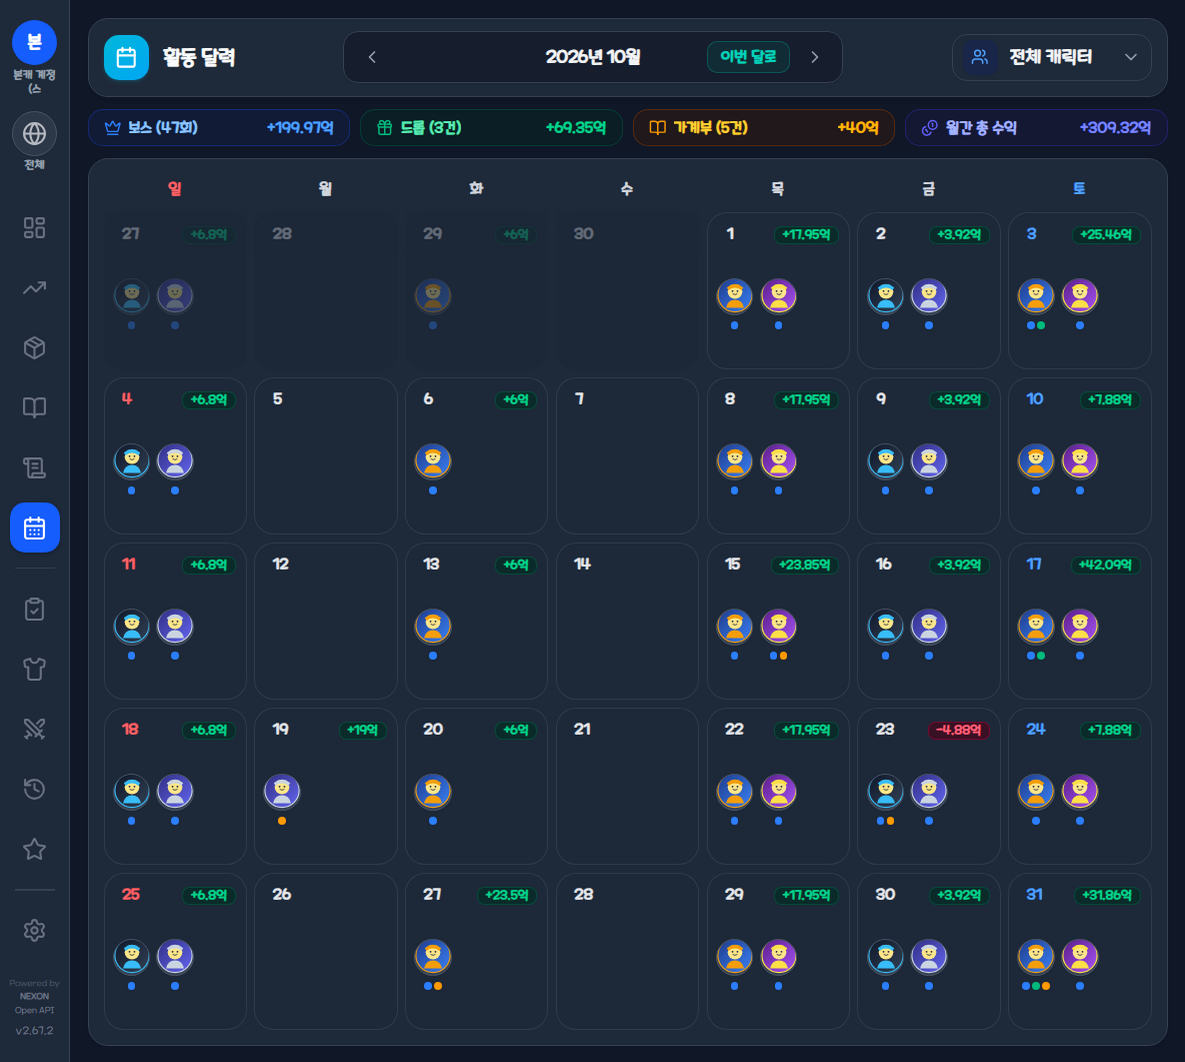 본
본캐 계정
(스
전체
Powered by
NEXON
Open API
v2.67.2
활동 달력
2026년 10월
이번 달로
전체 캐릭터
보스 (47회) +199.97억
드롭 (3건) +69.35억
가계부 (5건) +40억
월간 총 수익 +309.32억
일 월 화 수 목 금 토
27 +6.8억 28 29 +6억 30 1 +17.95억 2 +3.92억 3 +25.46억
4 +6.8억 5 6 +6억 7 8 +17.95억 9 +3.92억 10 +7.88억
11 +6.8억 12 13 +6억 14 15 +23.85억 16 +3.92억 17 +42.09억
18 +6.8억 19 +19억 20 +6억 21 22 +17.95억 23 -4.88억 24 +7.88억
25 +6.8억 26 27 +23.5억 28 29 +17.95억 30 +3.92억 31 +31.86억